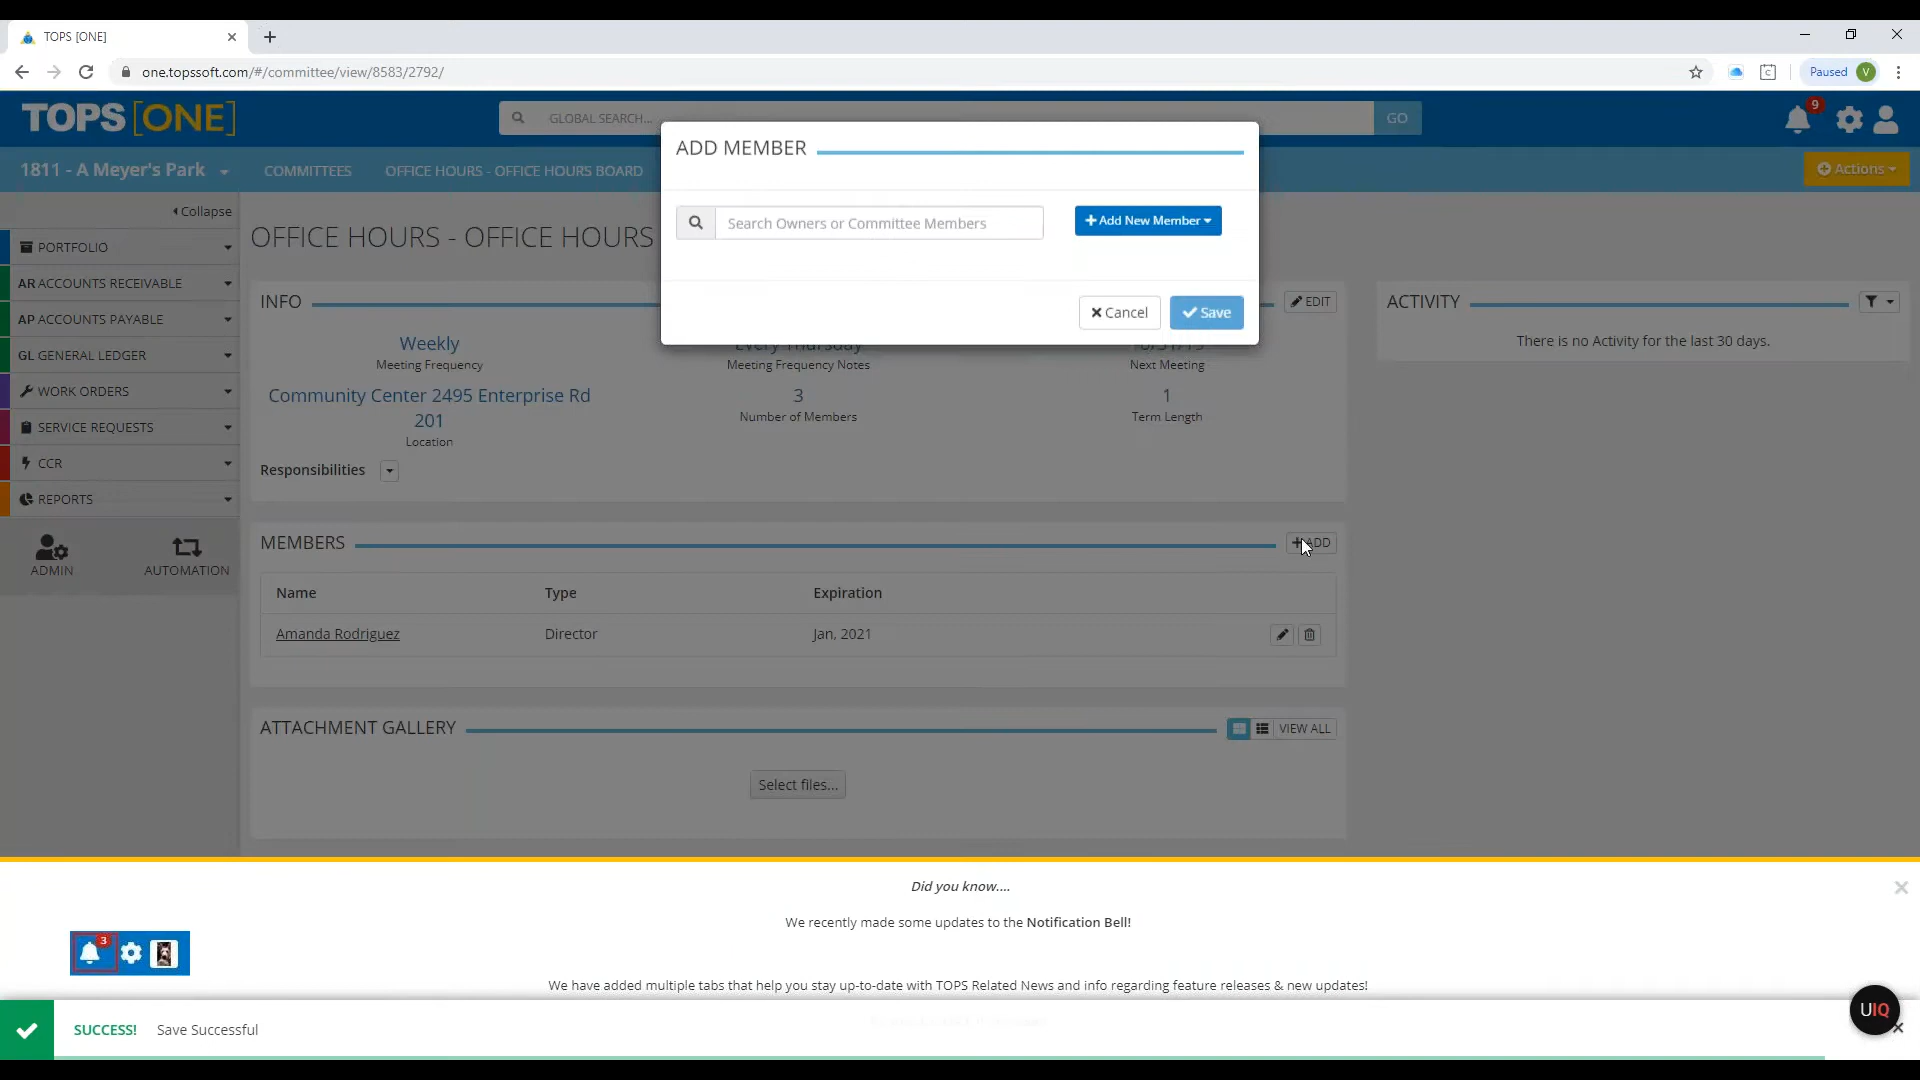 TOPS [ONE]
one.topssoft.com/#/committee/view/8583/2792/
Paused V
TOPS [ONE]
GLOBAL SEARCH...
GO
9
1811 - A Meyer's Park
COMMITTEES
OFFICE HOURS - OFFICE HOURS BOARD
Actions
ADD MEMBER
Search Owners or Committee Members
Add New Member
Cancel
Save
Collapse
PORTFOLIO
AR ACCOUNTS RECEIVABLE
AP ACCOUNTS PAYABLE
GL GENERAL LEDGER
WORK ORDERS
SERVICE REQUESTS
CCR
REPORTS
ADMIN
AUTOMATION
OFFICE HOURS - OFFICE HOURS
INFO
EDIT
Weekly
Meeting Frequency
Every Thursday
Meeting Frequency Notes
Next Meeting
Community Center 2495 Enterprise Rd
201
Location
3
Number of Members
1
Term Length
Responsibilities
ACTIVITY
There is no Activity for the last 30 days.
MEMBERS
ADD
Name Type Expiration
Amanda Rodriguez Director Jan, 2021
ATTACHMENT GALLERY
VIEW ALL
Select files...
Did you know....
We recently made some updates to the Notification Bell!
3
We have added multiple tabs that help you stay up-to-date with TOPS Related News and info regarding feature releases & new updates!
SUCCESS! Save Successful
UIQ